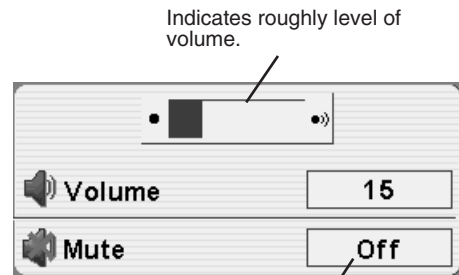 Indicates roughly level of
volume.
Volume 15
Mute Off